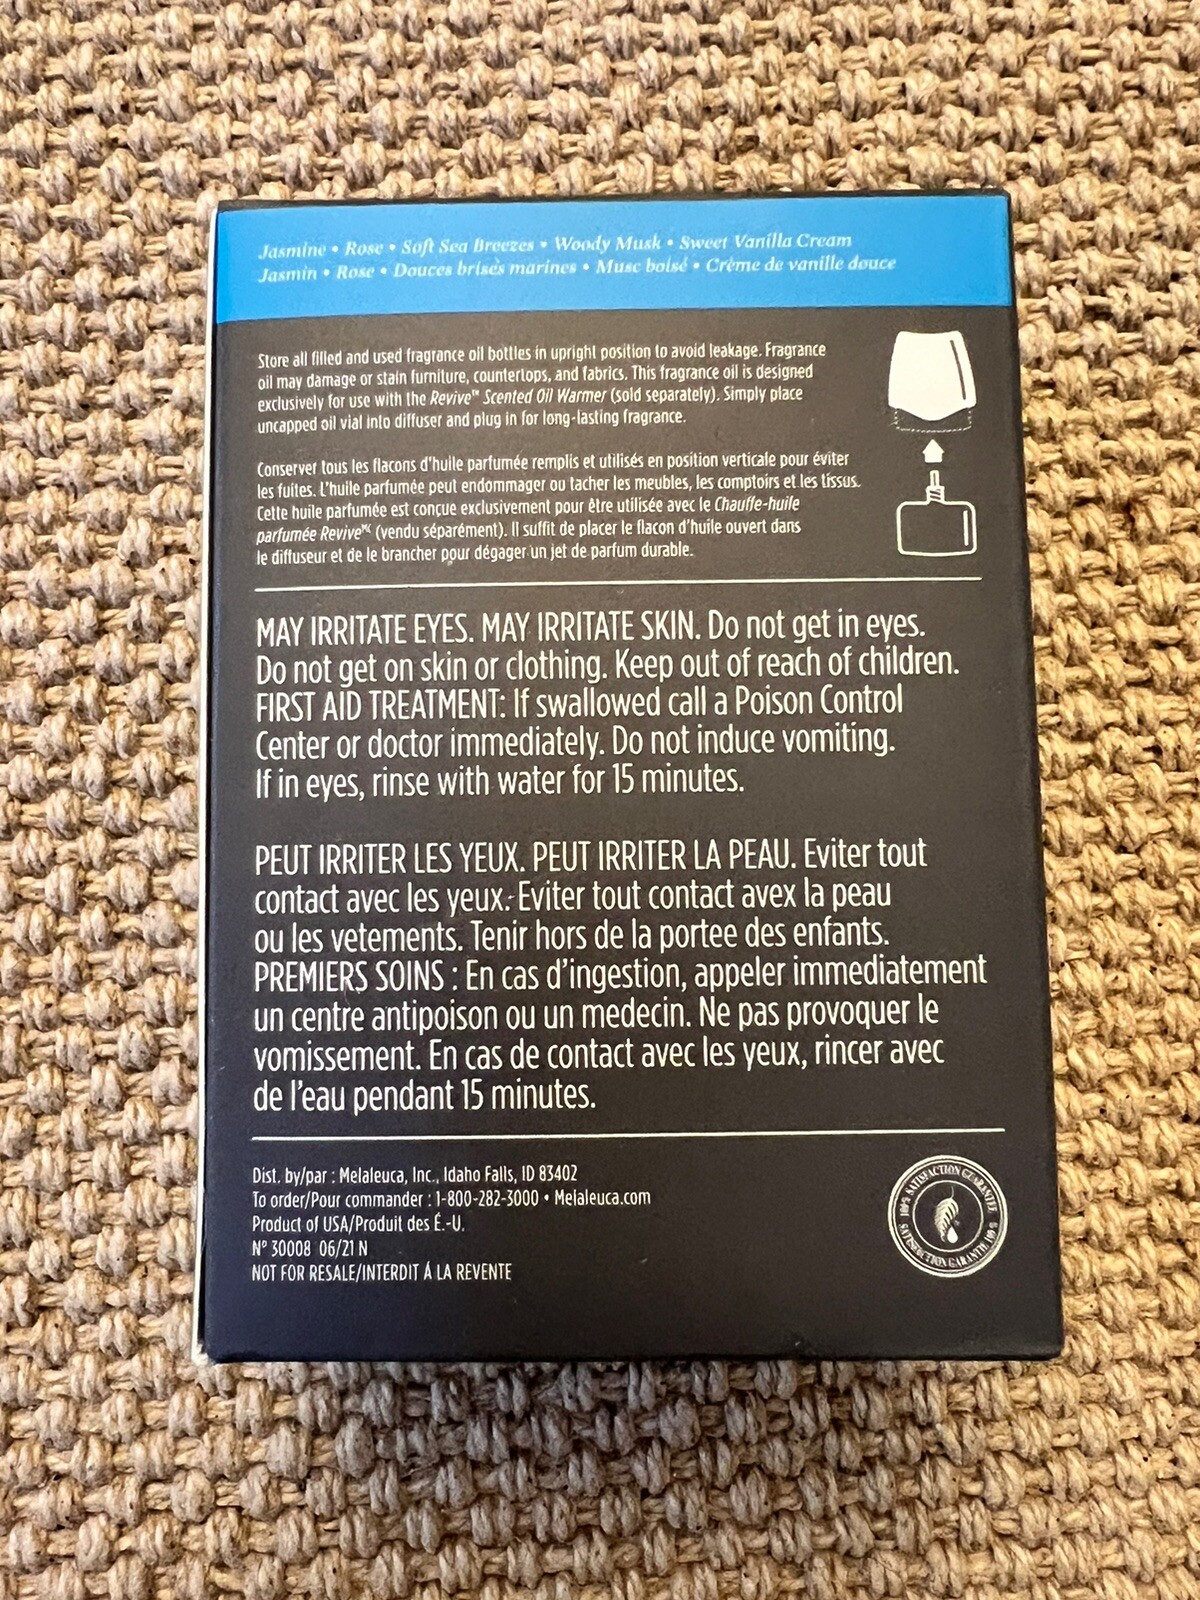 Jasmine • Rose • Soft Sea Breezes • Woody Musk • Sweet Vanilla Cream
Jasmin • Rose • Douces brises marines • Musc boisé • Crème de vanille douce
Store all filled and used fragrance oil bottles in upright position to avoid leakage. Fragrance
oil may damage or stain furniture, countertops, and fabrics. This fragrance oil is designed
exclusively for use with the Revive™ Scented Oil Warmer (sold separately). Simply place
uncapped oil vial into diffuser and plug in for long-lasting fragrance.
Conserver tous les flacons d'huile parfumée remplis et utilisés en position verticale pour éviter
les fuites. L'huile parfumée peut endommager ou tacher les meubles, les comptoirs et les tissus.
Cette huile parfumée est conçue exclusivement pour être utilisée avec le Chauffe-huile
parfumée Reviveᴹᶜ (vendu séparément). Il suffit de placer le flacon d'huile ouvert dans
le diffuseur et de le brancher pour dégager un jet de parfum durable.
MAY IRRITATE EYES. MAY IRRITATE SKIN. Do not get in eyes.
Do not get on skin or clothing. Keep out of reach of children.
FIRST AID TREATMENT: If swallowed call a Poison Control
Center or doctor immediately. Do not induce vomiting.
If in eyes, rinse with water for 15 minutes.
PEUT IRRITER LES YEUX. PEUT IRRITER LA PEAU. Eviter tout
contact avec les yeux. Eviter tout contact avex la peau
ou les vetements. Tenir hors de la portee des enfants.
PREMIERS SOINS : En cas d'ingestion, appeler immediatement
un centre antipoison ou un medecin. Ne pas provoquer le
vomissement. En cas de contact avec les yeux, rincer avec
de l'eau pendant 15 minutes.
Dist. by/par : Melaleuca, Inc., Idaho Falls, ID 83402
To order/Pour commander : 1-800-282-3000 • Melaleuca.com
Product of USA/Produit des É.-U.
Nº 30008 06/21 N
NOT FOR RESALE/INTERDIT Á LA REVENTE
100% SATISFACTION GUARANTEE
SATISFACTION GARANTIE À 100 %